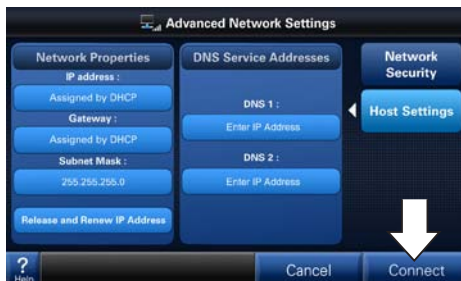 Advanced Network Settings
Network Properties
IP address :
Assigned by DHCP
Gateway :
Assigned by DHCP
Subnet Mask :
255.255.255.0
Release and Renew IP Address
DNS Service Addresses
DNS 1 :
Enter IP Address
DNS 2 :
Enter IP Address
Network
Security
Host Settings
?
Help
Cancel
Connect